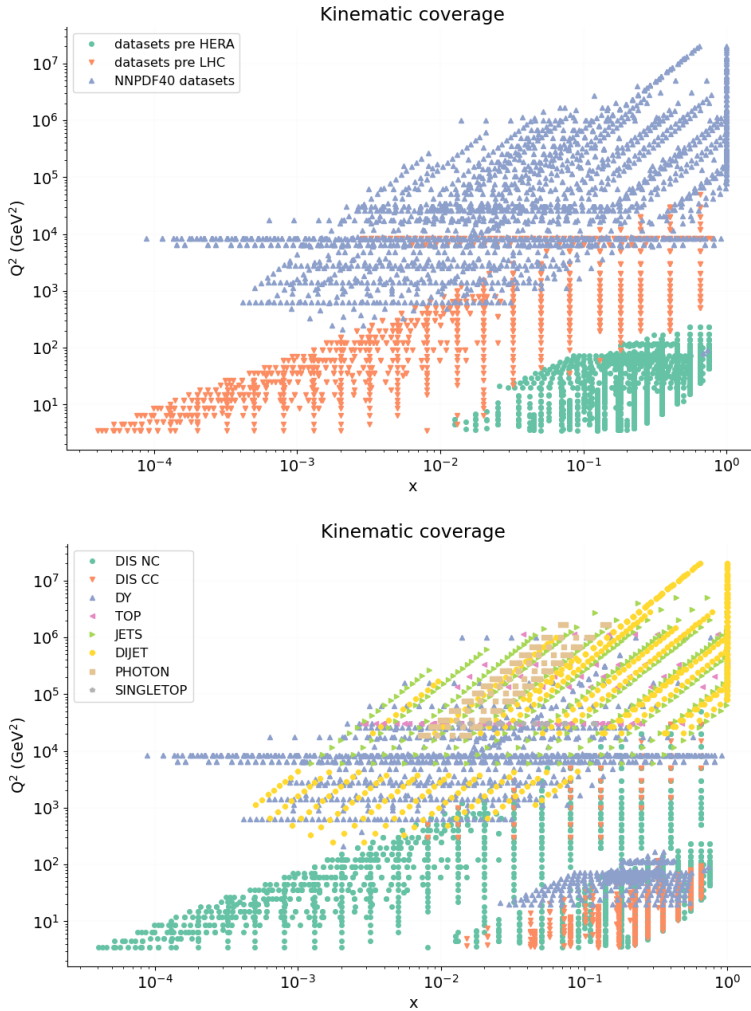 Kinematic coverage
datasets pre HERA
datasets pre LHC
NNPDF40 datasets
10⁷
10⁶
10⁵
10⁴
10³
10²
10¹
Q² (GeV²)
10⁻⁴
10⁻³
10⁻²
10⁻¹
10⁰
x
Kinematic coverage
DIS NC
DIS CC
DY
TOP
JETS
DIJET
PHOTON
SINGLETOP
10⁷
10⁶
10⁵
10⁴
10³
10²
10¹
Q² (GeV²)
10⁻⁴
10⁻³
10⁻²
10⁻¹
10⁰
x